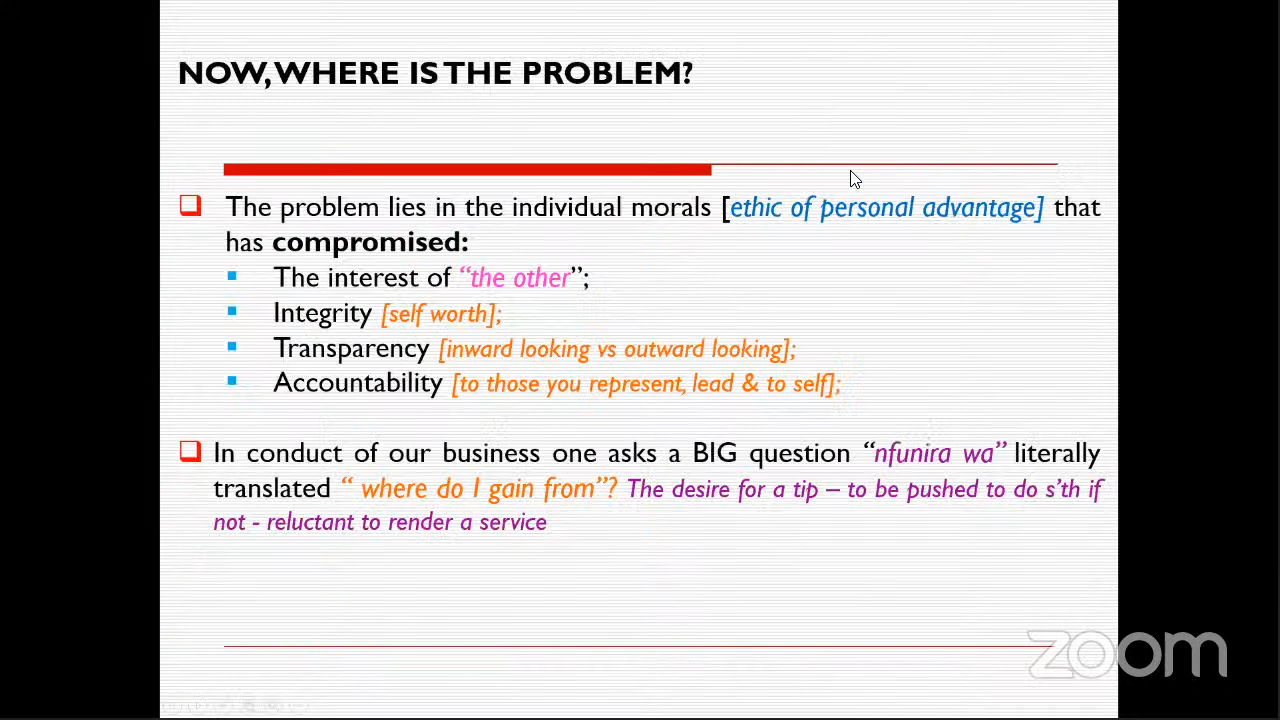 NOW, WHERE IS THE PROBLEM?
The problem lies in the individual morals [ethic of personal advantage] that
has compromised:
The interest of “the other”;
Integrity [self worth];
Transparency [inward looking vs outward looking];
Accountability [to those you represent, lead & to self];
In conduct of our business one asks a BIG question “nfunira wa” literally
translated “ where do I gain from”? The desire for a tip – to be pushed to do s’th if
not - reluctant to render a service
zoom